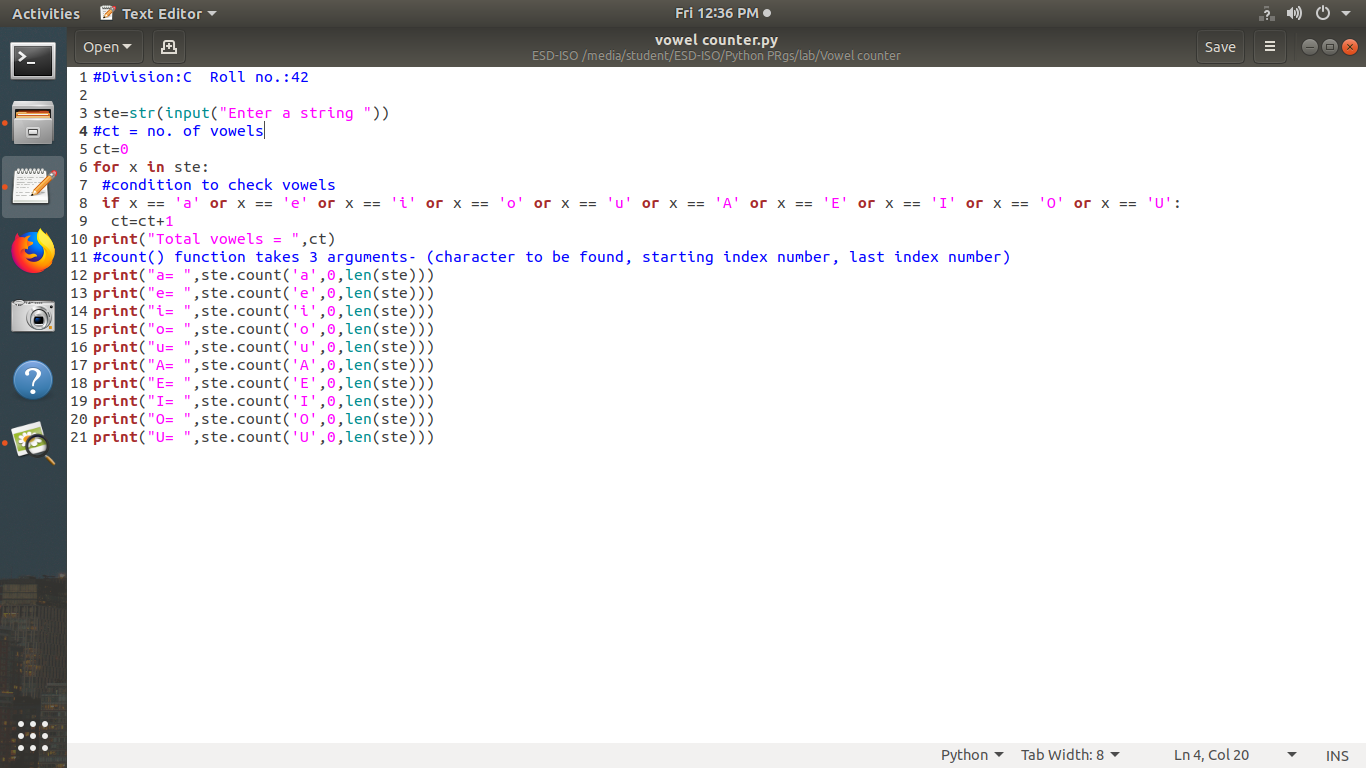 Activities Text Editor Fri 12:36 PM
Open vowel counter.py Save
ESD-ISO /media/student/ESD-ISO/Python PRgs/lab/Vowel counter
1 #Division:C  Roll no.:42
2
3 ste=str(input("Enter a string "))
4 #ct = no. of vowels
5 ct=0
6 for x in ste:
7  #condition to check vowels
8  if x == 'a' or x == 'e' or x == 'i' or x == 'o' or x == 'u' or x == 'A' or x == 'E' or x == 'I' or x == 'O' or x == 'U':
9   ct=ct+1
10 print("Total vowels = ",ct)
11 #count() function takes 3 arguments- (character to be found, starting index number, last index number)
12 print("a= ",ste.count('a',0,len(ste)))
13 print("e= ",ste.count('e',0,len(ste)))
14 print("i= ",ste.count('i',0,len(ste)))
15 print("o= ",ste.count('o',0,len(ste)))
16 print("u= ",ste.count('u',0,len(ste)))
17 print("A= ",ste.count('A',0,len(ste)))
18 print("E= ",ste.count('E',0,len(ste)))
19 print("I= ",ste.count('I',0,len(ste)))
20 print("O= ",ste.count('O',0,len(ste)))
21 print("U= ",ste.count('U',0,len(ste)))
Python Tab Width: 8 Ln 4, Col 20 INS